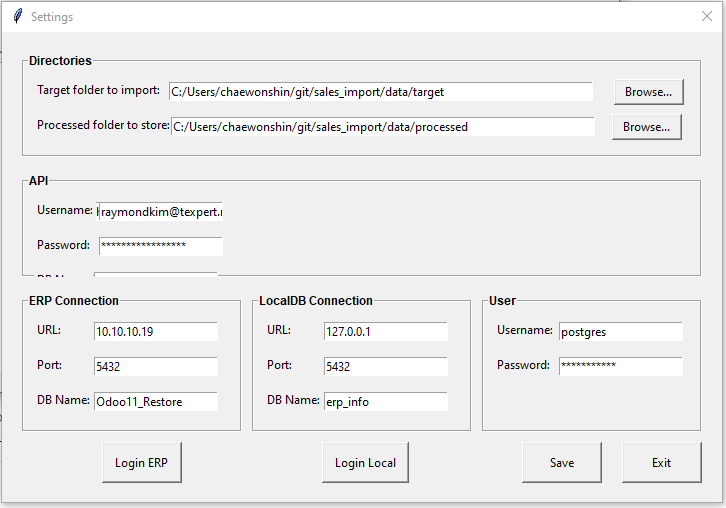 Settings
Directories
Target folder to import: C:/Users/chaewonshin/git/sales_import/data/target Browse...
Processed folder to store: C:/Users/chaewonshin/git/sales_import/data/processed Browse...
API
Username: raymondkim@texpert.
Password: ****************
DB Name
ERP Connection LocalDB Connection User
URL: 10.10.10.19 URL: 127.0.0.1 Username: postgres
Port: 5432 Port: 5432 Password: ***********
DB Name: Odoo11_Restore DB Name: erp_info
Login ERP Login Local Save Exit